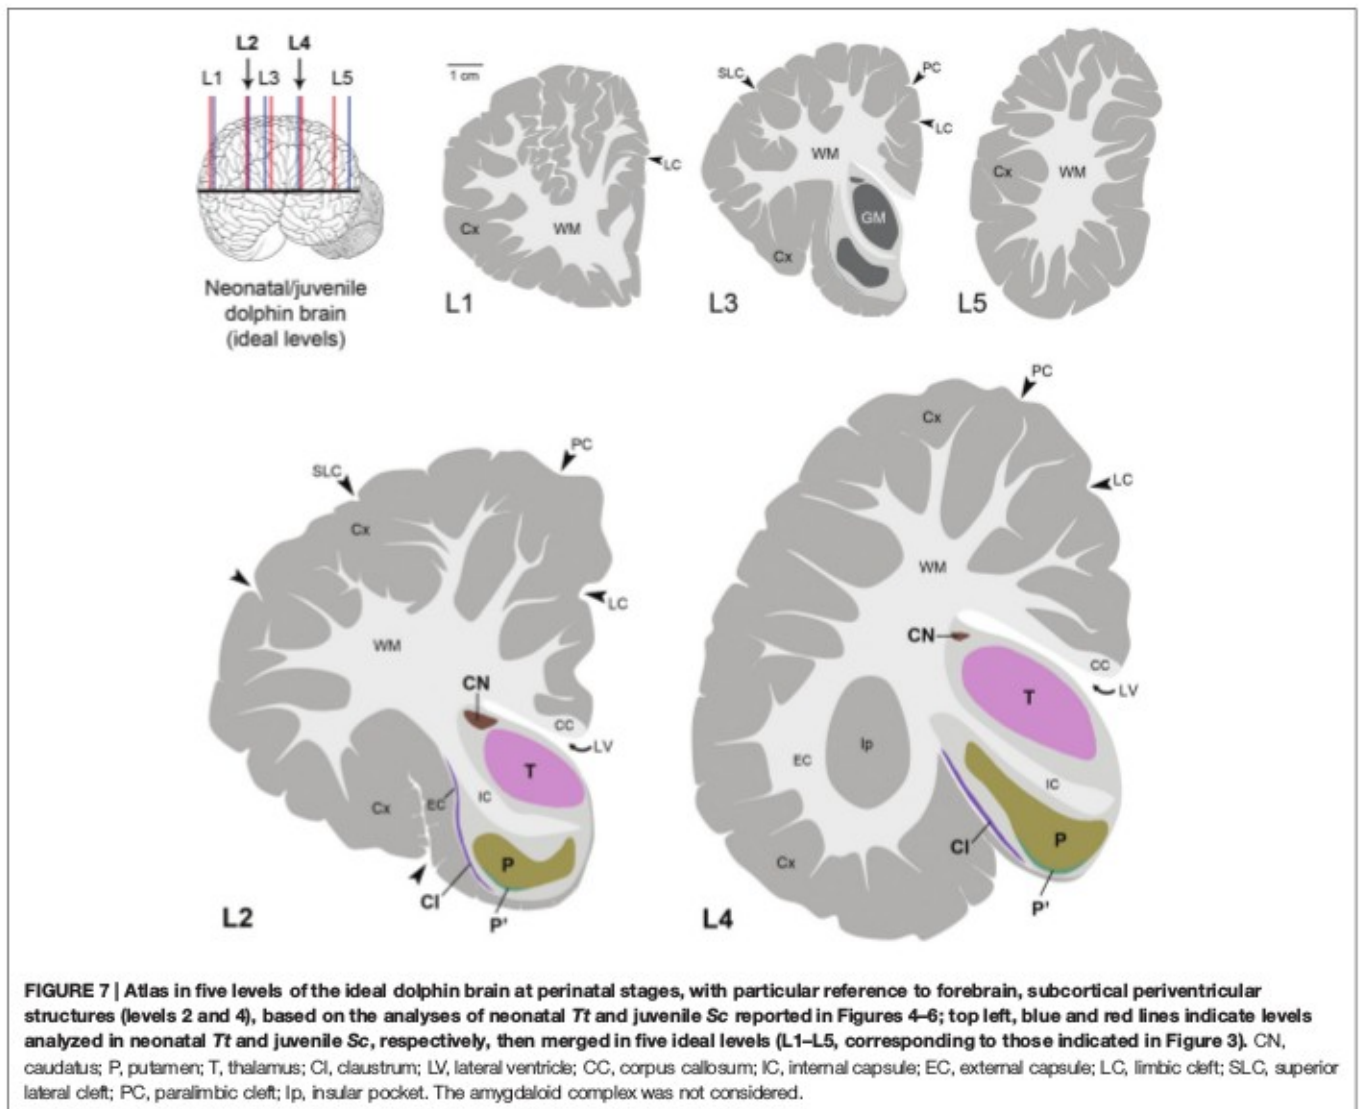 L2 L4
L1 L3 L5
Neonatal/juvenile
dolphin brain
(ideal levels)
1 cm
LC
Cx
WM
L1
SLC
PC
LC
WM
GM
Cx
L3
Cx
WM
L5
SLC
PC
Cx
LC
WM
CN
CC
LV
T
EC
IC
Cx
P
Cl
P'
L2
PC
Cx
LC
WM
CN
CC
LV
T
Ip
EC
IC
P
Cl
Cx
P'
L4
FIGURE 7 | Atlas in five levels of the ideal dolphin brain at perinatal stages, with particular reference to forebrain, subcortical periventricular
structures (levels 2 and 4), based on the analyses of neonatal Tt and juvenile Sc reported in Figures 4–6; top left, blue and red lines indicate levels
analyzed in neonatal Tt and juvenile Sc, respectively, then merged in five ideal levels (L1–L5, corresponding to those indicated in Figure 3). CN,
caudatus; P, putamen; T, thalamus; Cl, claustrum; LV, lateral ventricle; CC, corpus callosum; IC, internal capsule; EC, external capsule; LC, limbic cleft; SLC, superior
lateral cleft; PC, paralimbic cleft; Ip, insular pocket. The amygdaloid complex was not considered.